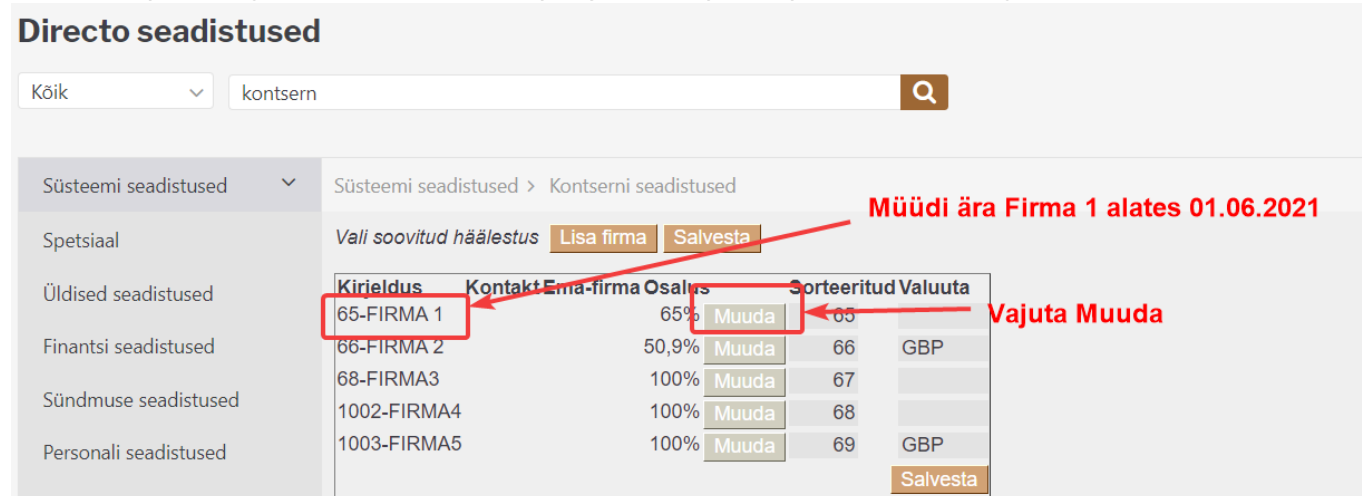 Directo seadistused
Kõik
kontsern
Süsteemi seadistused
Süsteemi seadistused > Kontserni seadistused
Müüdi ära Firma 1 alates 01.06.2021
Spetsiaal
Vali soovitud häälestus Lisa firma Salvesta
Üldised seadistused
Kirjeldus Kontakt Ema-firma Osalus Sorteeritud Valuuta
65-FIRMA 1 65% Muuda 65
Vajuta Muuda
Finantsi seadistused
66-FIRMA 2 50,9% Muuda 66 GBP
68-FIRMA3 100% Muuda 67
Sündmuse seadistused
1002-FIRMA4 100% Muuda 68
Personali seadistused
1003-FIRMA5 100% Muuda 69 GBP
Salvesta